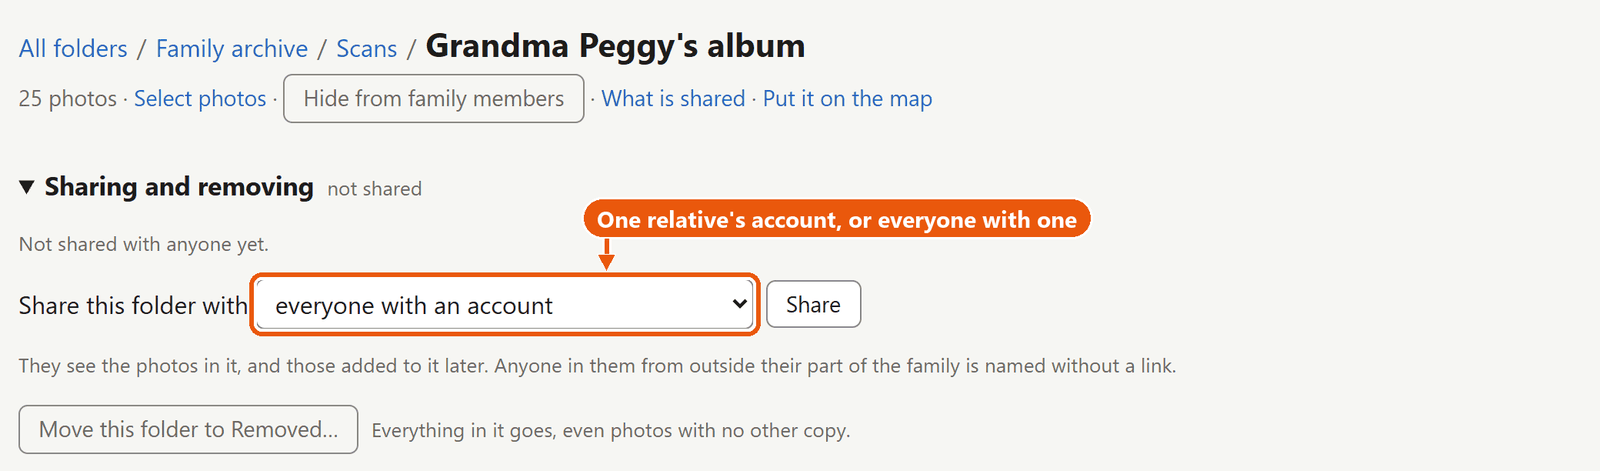 All folders / Family archive / Scans / Grandma Peggy's album
25 photos · Select photos · Hide from family members · What is shared · Put it on the map
▼ Sharing and removing not shared
One relative's account, or everyone with one
Not shared with anyone yet.
Share this folder with everyone with an account Share
They see the photos in it, and those added to it later. Anyone in them from outside their part of the family is named without a link.
Move this folder to Removed... Everything in it goes, even photos with no other copy.